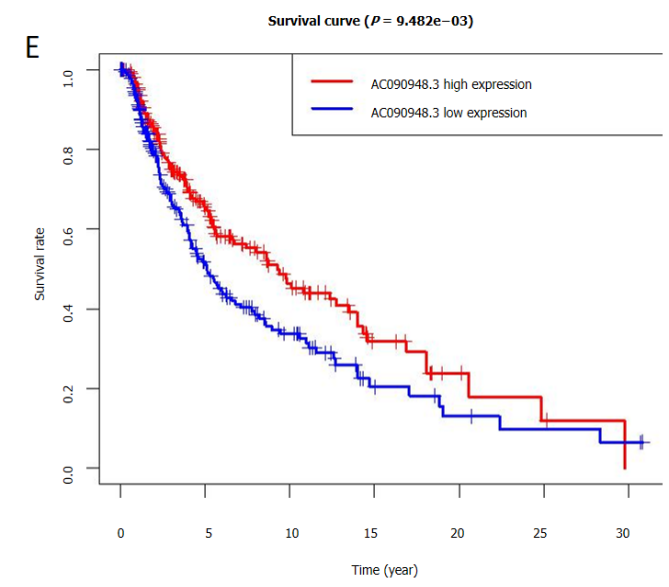 Survival curve (P = 9.482e−03)
E
AC090948.3 high expression
AC090948.3 low expression
Survival rate
1.0
0.8
0.6
0.4
0.2
0.0
0 5 10 15 20 25 30
Time (year)